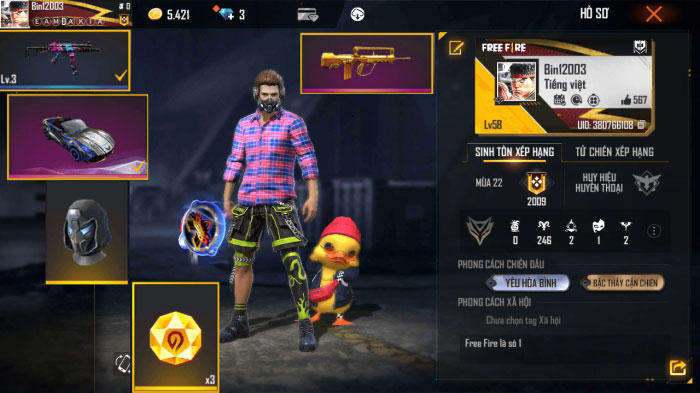 Bin12003
TEAMDAKIA
0
5.421
3
HỒ SƠ
Lv.3
FREE FIRE
Bin12003
Tiếng việt
567
Lv58
UID: 380766108
SINH TỒN XẾP HẠNG
TỬ CHIẾN XẾP HẠNG
MÙA 22
2009
HUY HIỆU
HUYỀN THOẠI
0 246 2 1 2
PHONG CÁCH CHIẾN ĐẤU
YÊU HÒA BÌNH
BẬC THẦY CẬN CHIẾN
PHONG CÁCH XÃ HỘI
Chưa chọn tag Xã hội
Free Fire là số 1
x3